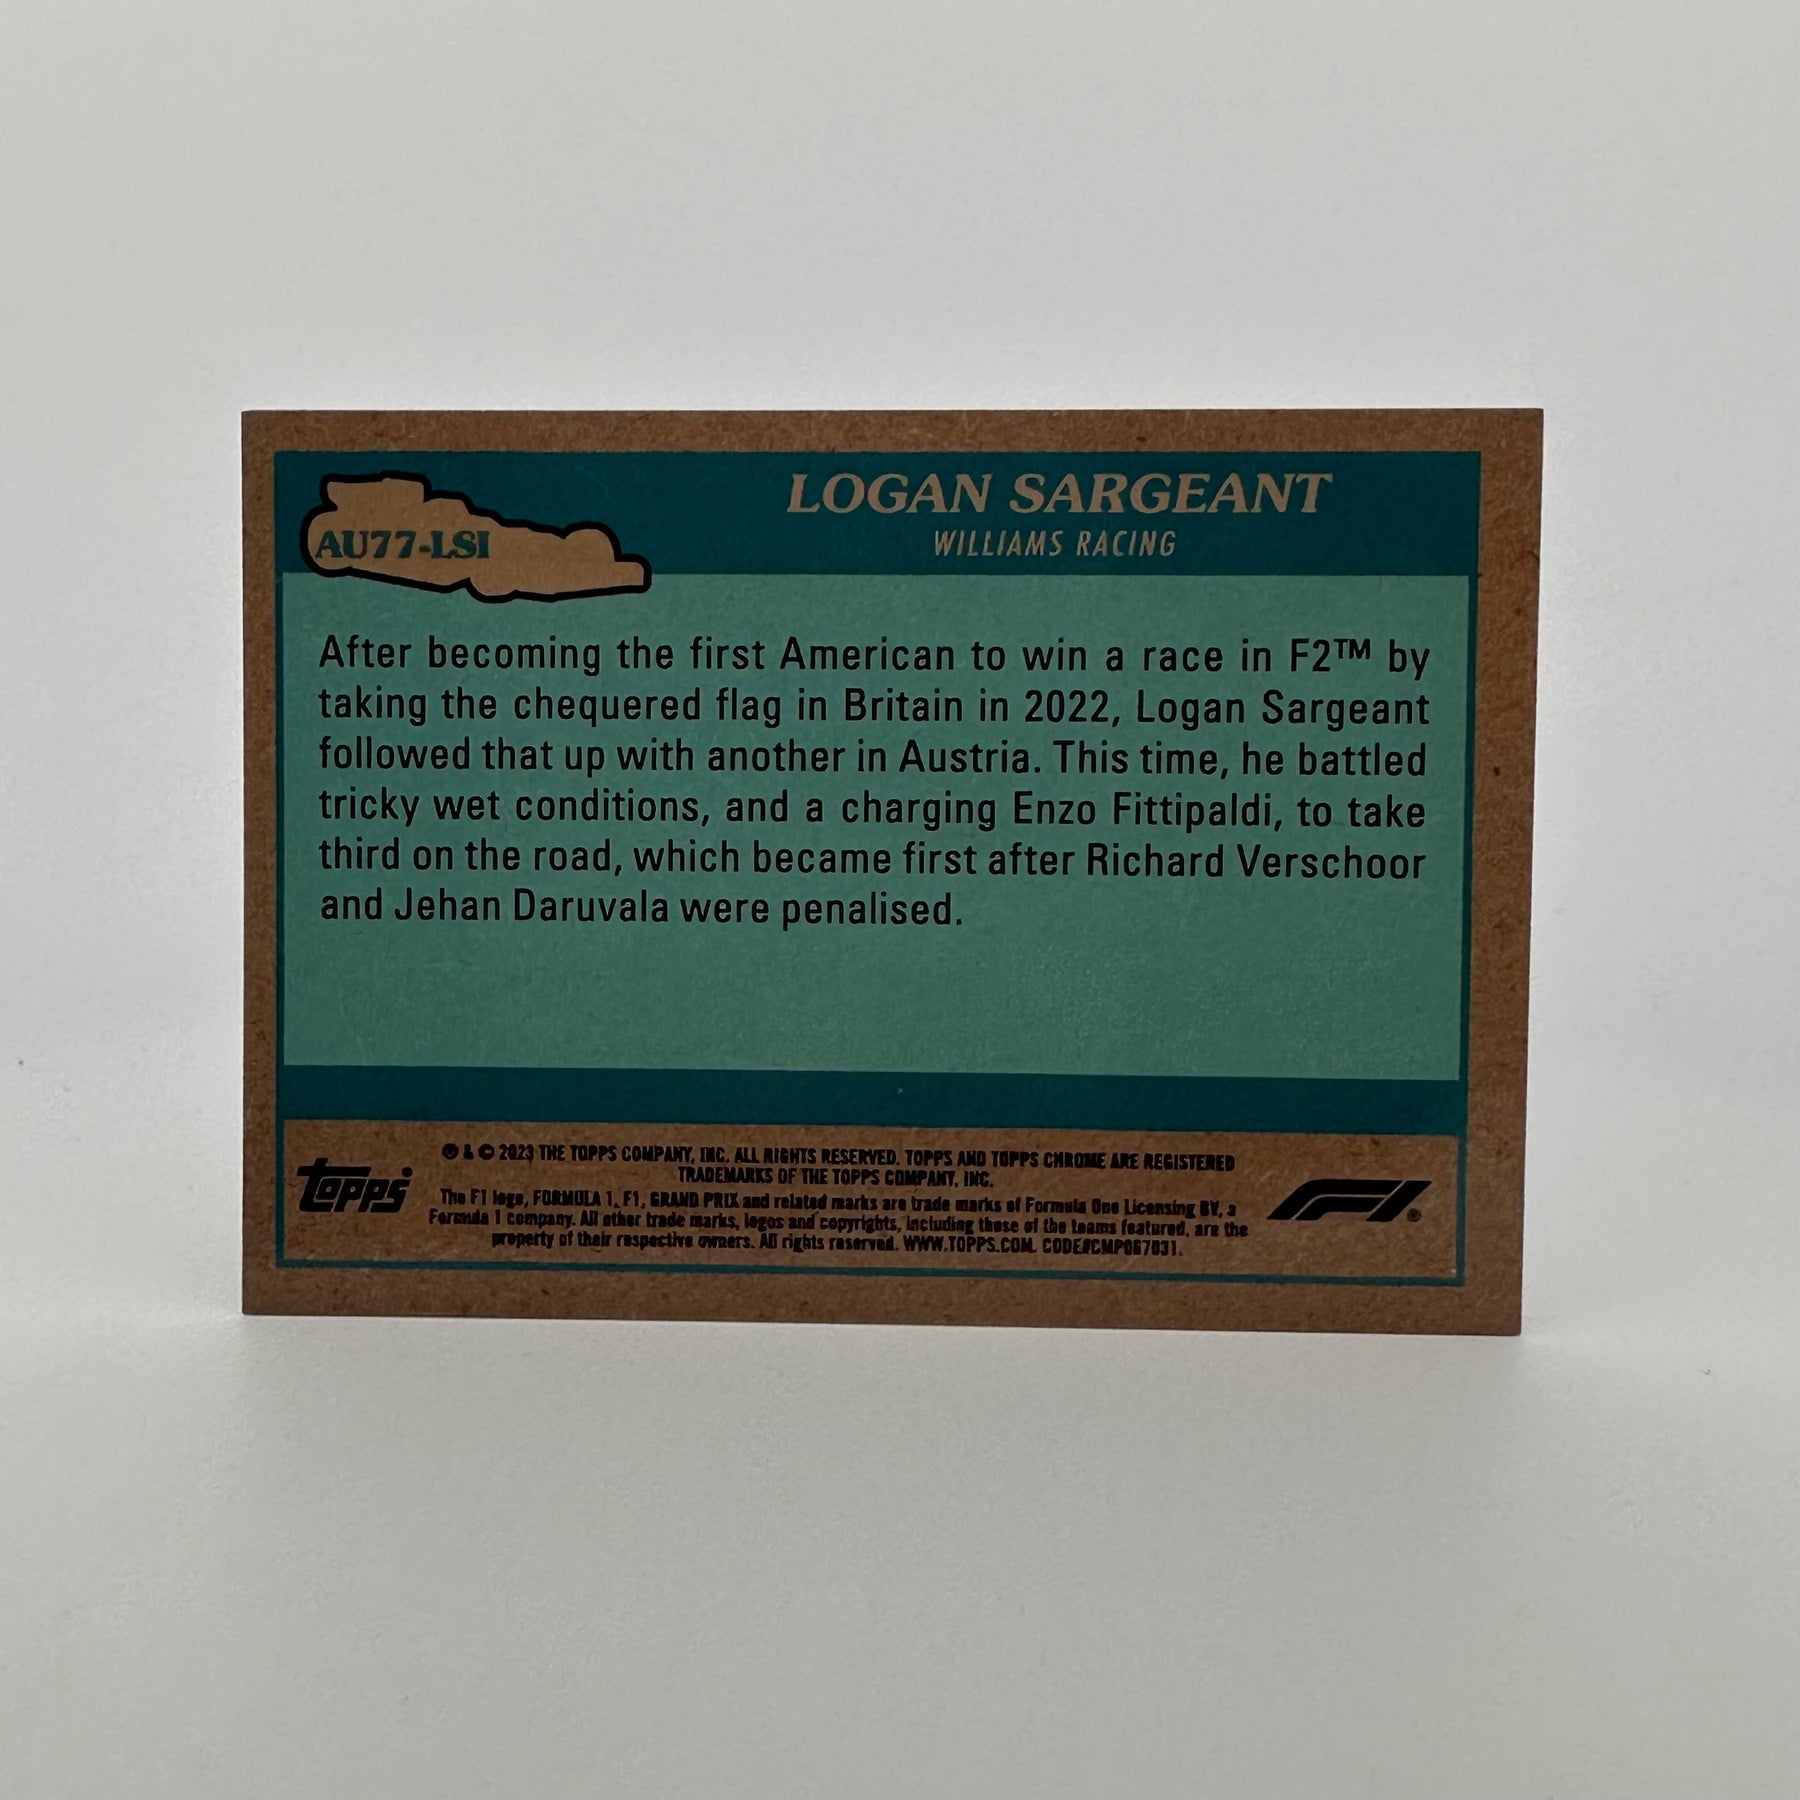 LOGAN SARGEANT
WILLIAMS RACING
AU77-LSI
After becoming the first American to win a race in F2™ by
taking the chequered flag in Britain in 2022, Logan Sargeant
followed that up with another in Austria. This time, he battled
tricky wet conditions, and a charging Enzo Fittipaldi, to take
third on the road, which became first after Richard Verschoor
and Jehan Daruvala were penalised.
topps
℗ & © 2023 THE TOPPS COMPANY, INC. ALL RIGHTS RESERVED. TOPPS AND TOPPS CHROME ARE REGISTERED
TRADEMARKS OF THE TOPPS COMPANY, INC.
The F1 logo, FORMULA 1, F1, GRAND PRIX and related marks are trade marks of Formula One Licensing BV, a
Formula 1 company. All other trade marks, logos and copyrights, including those of the teams featured, are the
property of their respective owners. All rights reserved. WWW.TOPPS.COM. CODE#CMP067031.
F1®